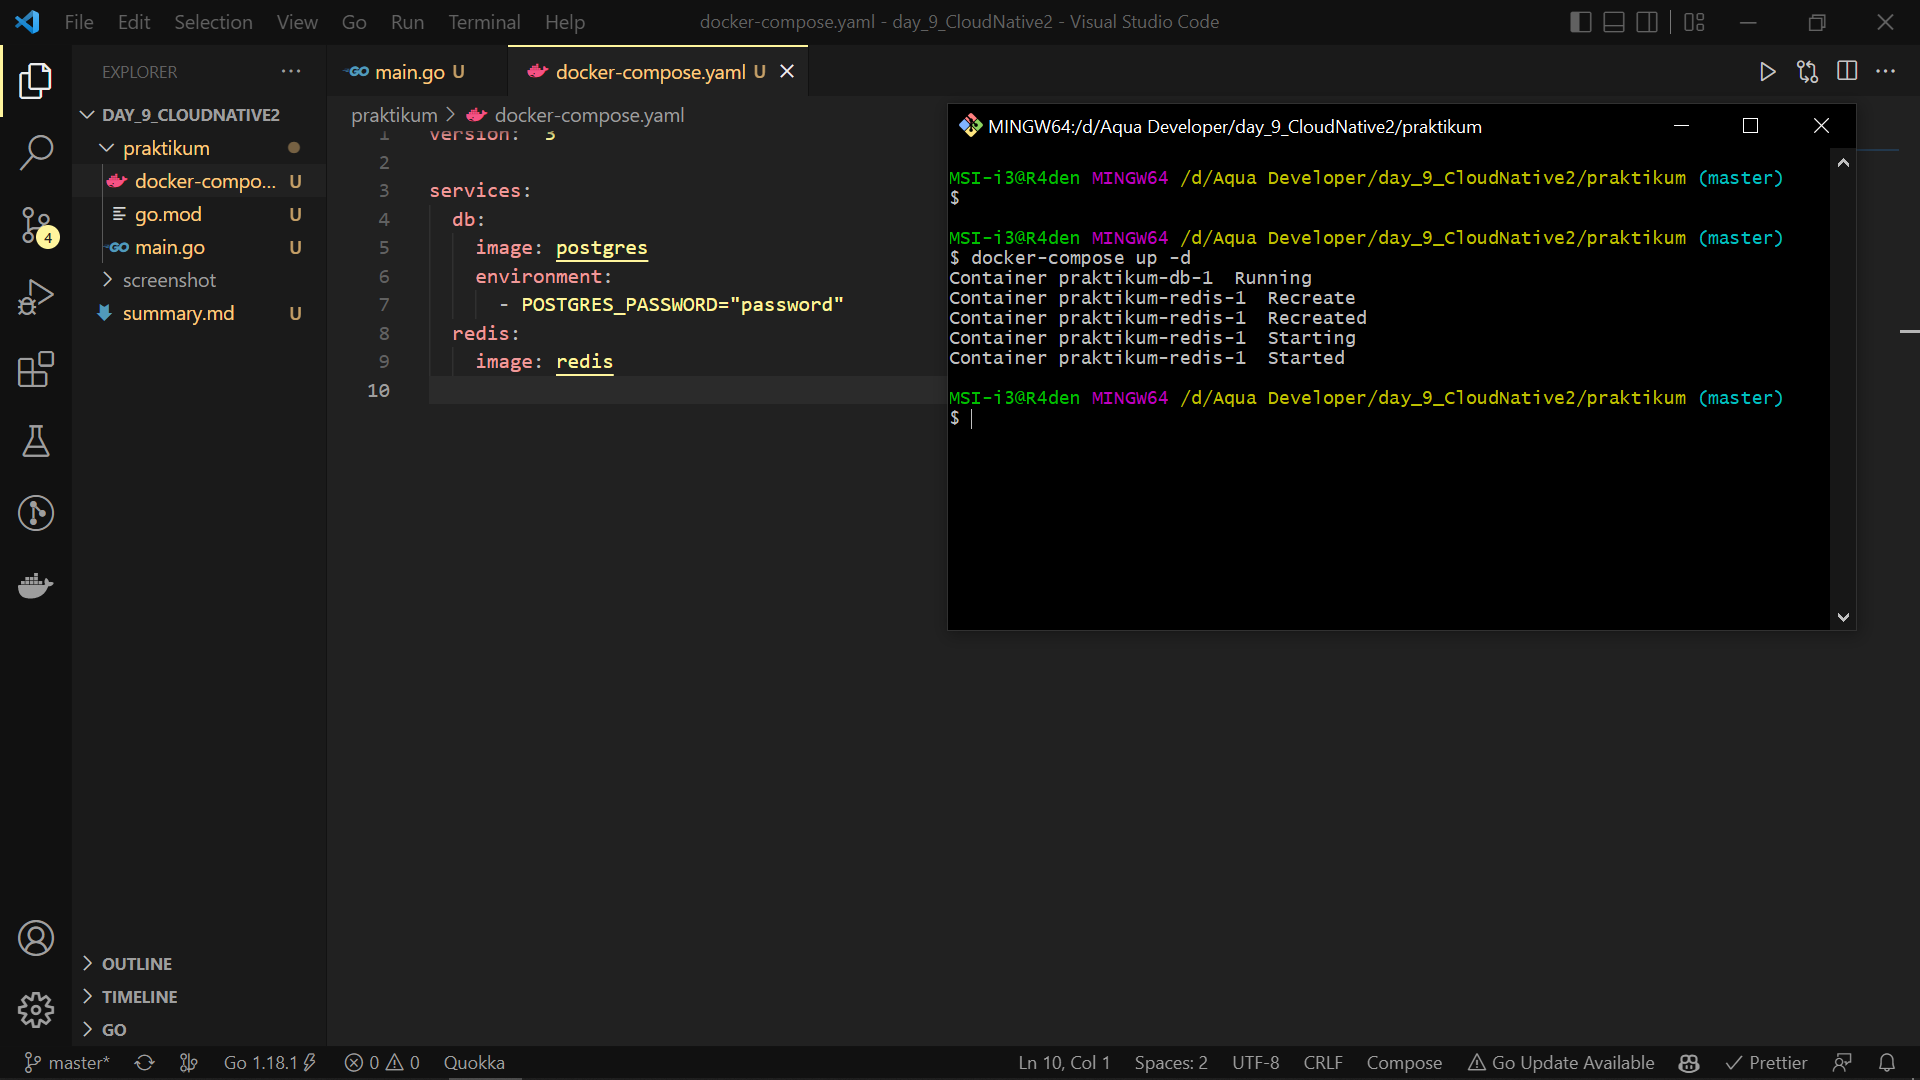 File Edit Selection View Go Run Terminal Help
docker-compose.yaml - day_9_CloudNative2 - Visual Studio Code
EXPLORER
DAY_9_CLOUDNATIVE2
praktikum
docker-compo... U
go.mod U
main.go U
screenshot
summary.md U
4
OUTLINE
TIMELINE
GO
main.go U
docker-compose.yaml U
praktikum > docker-compose.yaml
1 version: 3
2
3 services:
4 db:
5 image: postgres
6 environment:
7 - POSTGRES_PASSWORD="password"
8 redis:
9 image: redis
10
MINGW64:/d/Aqua Developer/day_9_CloudNative2/praktikum
MSI-i3@R4den MINGW64 /d/Aqua Developer/day_9_CloudNative2/praktikum (master)
$
MSI-i3@R4den MINGW64 /d/Aqua Developer/day_9_CloudNative2/praktikum (master)
$ docker-compose up -d
Container praktikum-db-1 Running
Container praktikum-redis-1 Recreate
Container praktikum-redis-1 Recreated
Container praktikum-redis-1 Starting
Container praktikum-redis-1 Started
MSI-i3@R4den MINGW64 /d/Aqua Developer/day_9_CloudNative2/praktikum (master)
$
master* Go 1.18.1 0 0 Quokka Ln 10, Col 1 Spaces: 2 UTF-8 CRLF Compose Go Update Available Prettier